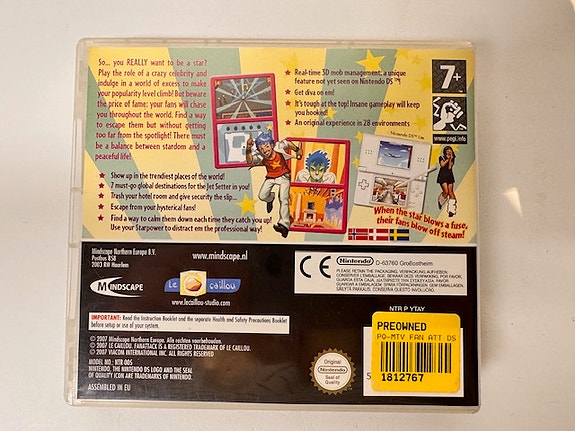 So... you REALLY want to be a star?
Play the role of a crazy celebrity and
indulge in a world of excess to make
your popularity level climb! But beware
the price of fame: your fans will chase
you throughout the world. Find a way
to escape them but without getting
too far from the spotlight! There must
be a balance between stardom and a
peaceful life!
Show up in the trendiest places of the world!
7 must-go global destinations for the Jet Setter in you!
Trash your hotel room and give security the slip...
Escape from your hysterical fans!
Find a way to calm them down each time they catch you up!
Use your Starpower to distract em the professional way!
Real-time 3D mob management, a unique
feature not yet seen on Nintendo DS™!
Get diva on em!
It's tough at the top! Insane gameplay will keep
you hooked!
An original experience in 28 environments
7+
www.pegi.info
Nintendo DS™ Lite
When the star blows a fuse,
their fans blow off steam!
Mindscape Northern Europe B.V.
Postbus 858
2003 RW Haarlem
www.mindscape.nl
MINDSCAPE
Le caillou
www.lecaillou-studio.com
IMPORTANT: Read the Instruction Booklet and the separate Health and Safety Precautions Booklet
before setup or use of your system.
© 2007 Mindscape Northern Europe. Alle rechten voorbehouden.
© 2007 LE CAILLOU. FANATTACK IS A REGISTERED TRADEMARK OF LE CAILLOU.
© 2007 VIACOM INTERNATIONAL INC. ALL RIGHTS RESERVED
MODEL NO.: NTR 005
NINTENDO, THE NINTENDO DS LOGO AND THE SEAL
OF QUALITY ICON ARE TRADEMARKS OF NINTENDO.
ASSEMBLED IN EU
CE
Nintendo
D-63760 Großostheim
PLEASE RETAIN THE PACKAGING. VERPACKUNG AUFHEBEN.
Original
Nintendo
Seal of
Quality
NTR P YTAY
PREOWNED
PO-MTV FAN ATT DS
1812767
5